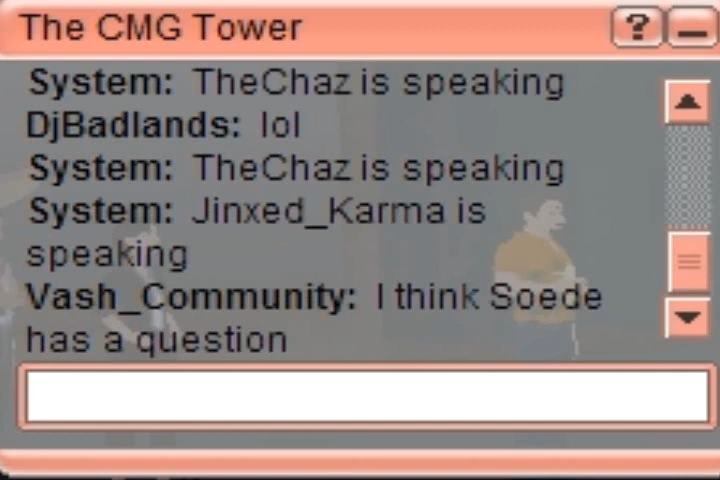 The CMG Tower
?
System: TheChaz is speaking
DjBadlands: lol
System: TheChaz is speaking
System: Jinxed_Karma is
speaking
Vash_Community: I think Soede
has a question